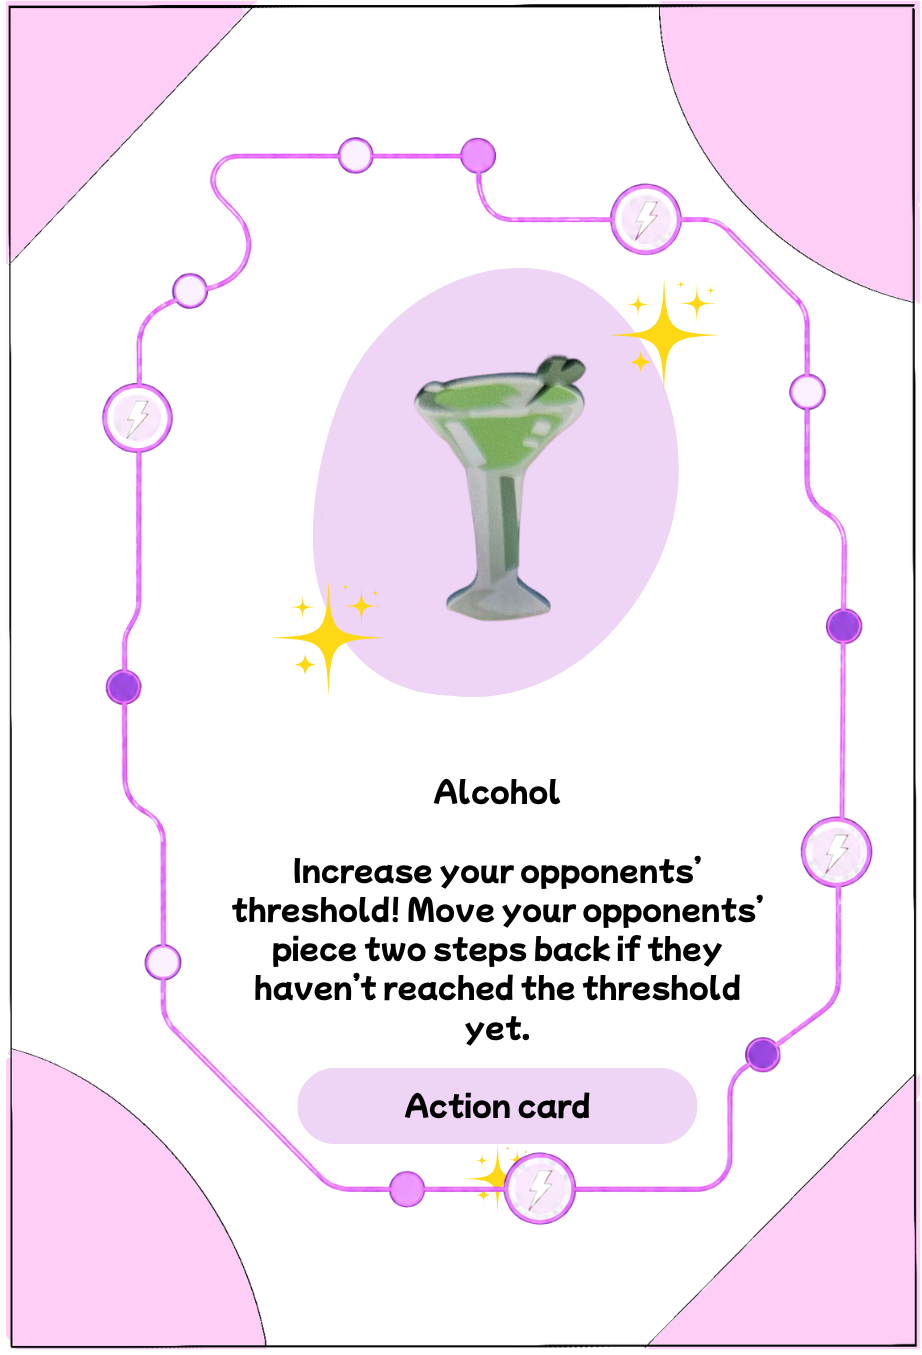 Alcohol
Increase your opponents’
threshold! Move your opponents’
piece two steps back if they
haven’t reached the threshold
yet.
Action card